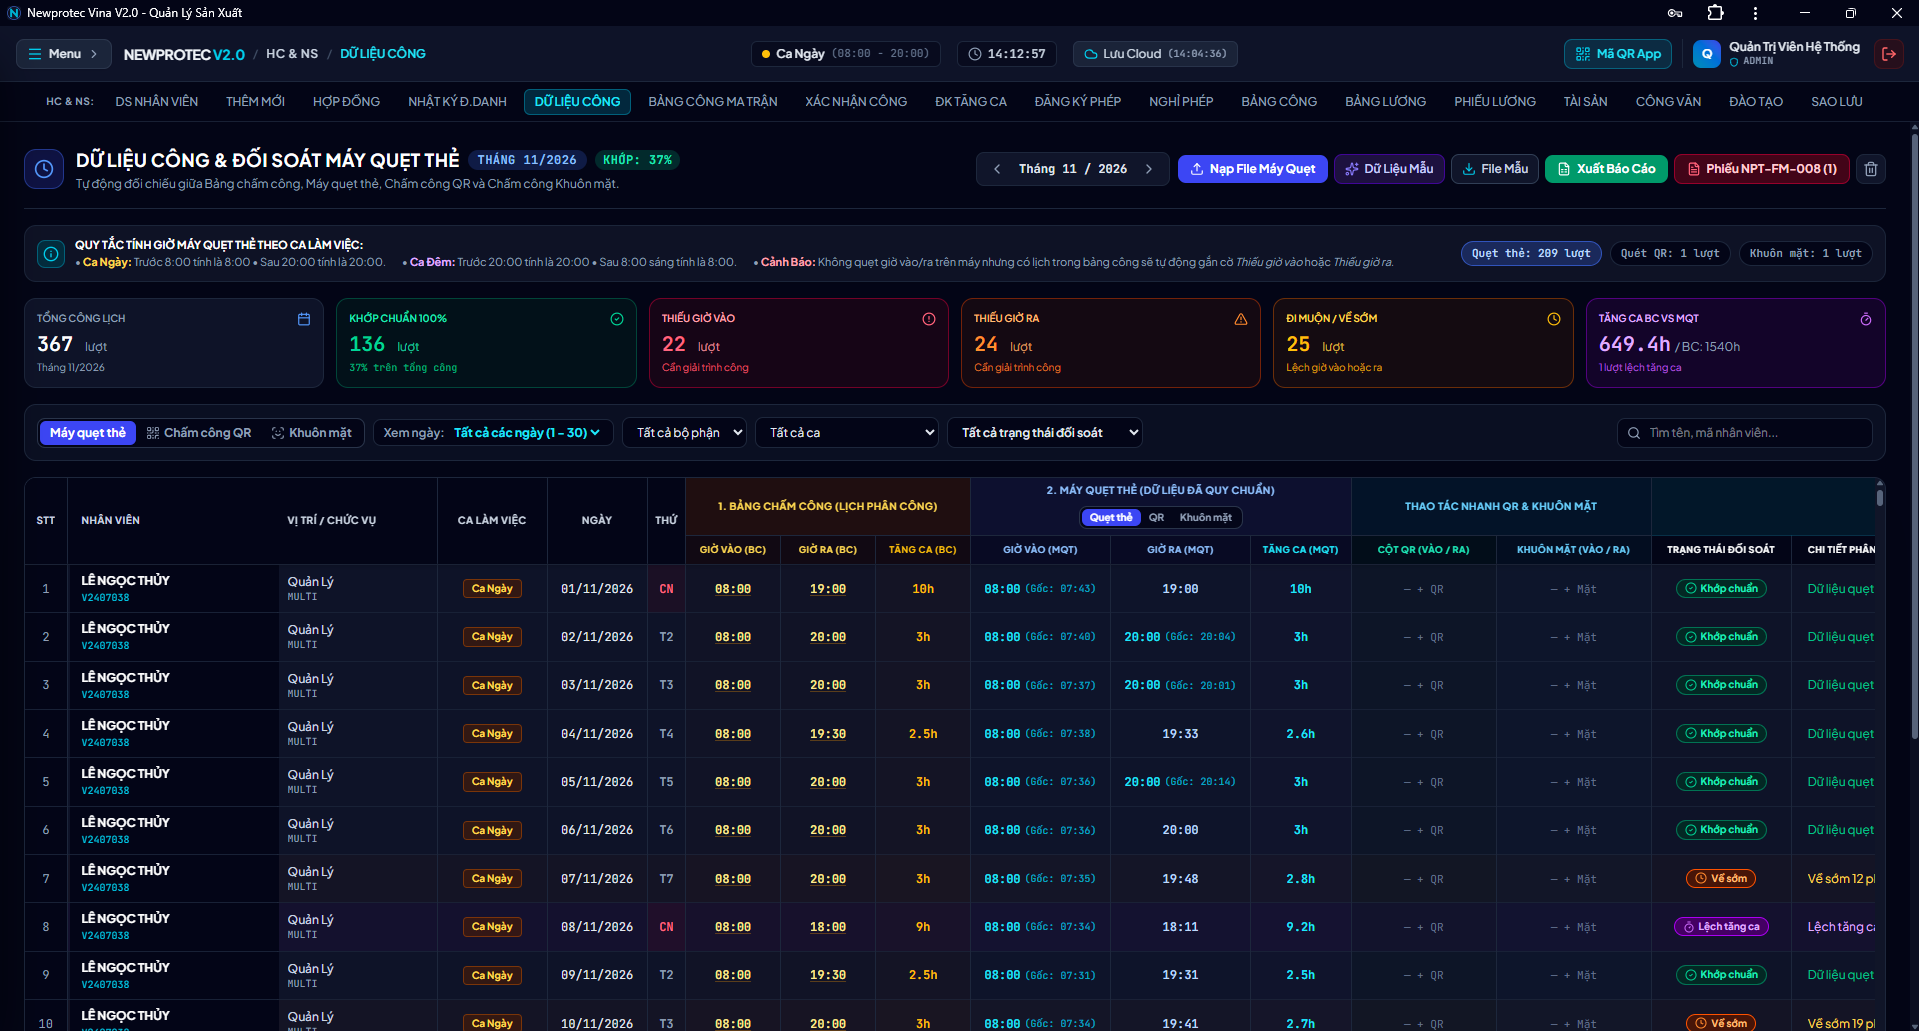 Newprotec Vina V2.0 - Quản Lý Sản Xuất
Menu
NEWPROTEC V2.0 / HC & NS / DỮ LIỆU CÔNG
Ca Ngày (08:00 - 20:00)
14:12:57
Lưu Cloud (14:04:36)
Mã QR App
Q
Quản Trị Viên Hệ Thống
ADMIN
HC & NS: DS NHÂN VIÊN THÊM MỚI HỢP ĐỒNG NHẬT KÝ Đ.DANH DỮ LIỆU CÔNG BẢNG CÔNG MA TRẬN XÁC NHẬN CÔNG ĐK TĂNG CA ĐĂNG KÝ PHÉP NGHỈ PHÉP BẢNG CÔNG BẢNG LƯƠNG PHIẾU LƯƠNG TÀI SẢN CÔNG VĂN ĐÀO TẠO SAO LƯU
DỮ LIỆU CÔNG & ĐỐI SOÁT MÁY QUẸT THẺ THÁNG 11/2026 KHỚP: 37%
Tự động đối chiếu giữa Bảng chấm công, Máy quẹt thẻ, Chấm công QR và Chấm công Khuôn mặt.
Tháng 11 / 2026
Nạp File Máy Quẹt
Dữ Liệu Mẫu
File Mẫu
Xuất Báo Cáo
Phiếu NPT-FM-008 (1)
QUY TẮC TÍNH GIỜ MÁY QUẸT THẺ THEO CA LÀM VIỆC:
• Ca Ngày: Trước 8:00 tính là 8:00 • Sau 20:00 tính là 20:00. • Ca Đêm: Trước 20:00 tính là 20:00 • Sau 8:00 sáng tính là 8:00. • Cảnh Báo: Không quẹt giờ vào/ra trên máy nhưng có lịch trong bảng công sẽ tự động gắn cờ Thiếu giờ vào hoặc Thiếu giờ ra.
Quẹt thẻ: 209 lượt
Quét QR: 1 lượt
Khuôn mặt: 1 lượt
TỔNG CÔNG LỊCH
367 lượt
Tháng 11/2026
KHỚP CHUẨN 100%
136 lượt
37% trên tổng công
THIẾU GIỜ VÀO
22 lượt
Cần giải trình công
THIẾU GIỜ RA
24 lượt
Cần giải trình công
ĐI MUỘN / VỀ SỚM
25 lượt
Lệch giờ vào hoặc ra
TĂNG CA BC VS MQT
649.4h / BC: 1540h
1 lượt lệch tăng ca
Máy quẹt thẻ Chấm công QR Khuôn mặt
Xem ngày: Tất cả các ngày (1 - 30)
Tất cả bộ phận
Tất cả ca
Tất cả trạng thái đối soát
Tìm tên, mã nhân viên...
STT NHÂN VIÊN VỊ TRÍ / CHỨC VỤ CA LÀM VIỆC NGÀY THỨ
1. BẢNG CHẤM CÔNG (LỊCH PHÂN CÔNG)
2. MÁY QUẸT THẺ (DỮ LIỆU ĐÃ QUY CHUẨN)
Quẹt thẻ QR Khuôn mặt
THAO TÁC NHANH QR & KHUÔN MẶT
GIỜ VÀO (BC) GIỜ RA (BC) TĂNG CA (BC) GIỜ VÀO (MQT) GIỜ RA (MQT) TĂNG CA (MQT) CỘT QR (VÀO / RA) KHUÔN MẶT (VÀO / RA) TRẠNG THÁI ĐỐI SOÁT CHI TIẾT PHÂN
1 LÊ NGỌC THỦY Quản Lý Ca Ngày 01/11/2026 CN 08:00 19:00 10h 08:00 (Gốc: 07:43) 19:00 10h – + QR – + Mặt Khớp chuẩn Dữ liệu quẹt
V2407038 MULTI
2 LÊ NGỌC THỦY Quản Lý Ca Ngày 02/11/2026 T2 08:00 20:00 3h 08:00 (Gốc: 07:40) 20:00 (Gốc: 20:04) 3h – + QR – + Mặt Khớp chuẩn Dữ liệu quẹt
V2407038 MULTI
3 LÊ NGỌC THỦY Quản Lý Ca Ngày 03/11/2026 T3 08:00 20:00 3h 08:00 (Gốc: 07:37) 20:00 (Gốc: 20:01) 3h – + QR – + Mặt Khớp chuẩn Dữ liệu quẹt
V2407038 MULTI
4 LÊ NGỌC THỦY Quản Lý Ca Ngày 04/11/2026 T4 08:00 19:30 2.5h 08:00 (Gốc: 07:38) 19:33 2.6h – + QR – + Mặt Khớp chuẩn Dữ liệu quẹt
V2407038 MULTI
5 LÊ NGỌC THỦY Quản Lý Ca Ngày 05/11/2026 T5 08:00 20:00 3h 08:00 (Gốc: 07:36) 20:00 (Gốc: 20:14) 3h – + QR – + Mặt Khớp chuẩn Dữ liệu quẹt
V2407038 MULTI
6 LÊ NGỌC THỦY Quản Lý Ca Ngày 06/11/2026 T6 08:00 20:00 3h 08:00 (Gốc: 07:36) 20:00 3h – + QR – + Mặt Khớp chuẩn Dữ liệu quẹt
V2407038 MULTI
7 LÊ NGỌC THỦY Quản Lý Ca Ngày 07/11/2026 T7 08:00 20:00 3h 08:00 (Gốc: 07:35) 19:48 2.8h – + QR – + Mặt Về sớm Về sớm 12 p
V2407038 MULTI
8 LÊ NGỌC THỦY Quản Lý Ca Ngày 08/11/2026 CN 08:00 18:00 9h 08:00 (Gốc: 07:34) 18:11 9.2h – + QR – + Mặt Lệch tăng ca Lệch tăng ca
V2407038 MULTI
9 LÊ NGỌC THỦY Quản Lý Ca Ngày 09/11/2026 T2 08:00 19:30 2.5h 08:00 (Gốc: 07:31) 19:31 2.5h – + QR – + Mặt Khớp chuẩn Dữ liệu quẹt
V2407038 MULTI
10 LÊ NGỌC THỦY Quản Lý Ca Ngày 10/11/2026 T3 08:00 20:00 3h 08:00 (Gốc: 07:34) 19:41 2.7h – + QR – + Mặt Về sớm Về sớm 19 p